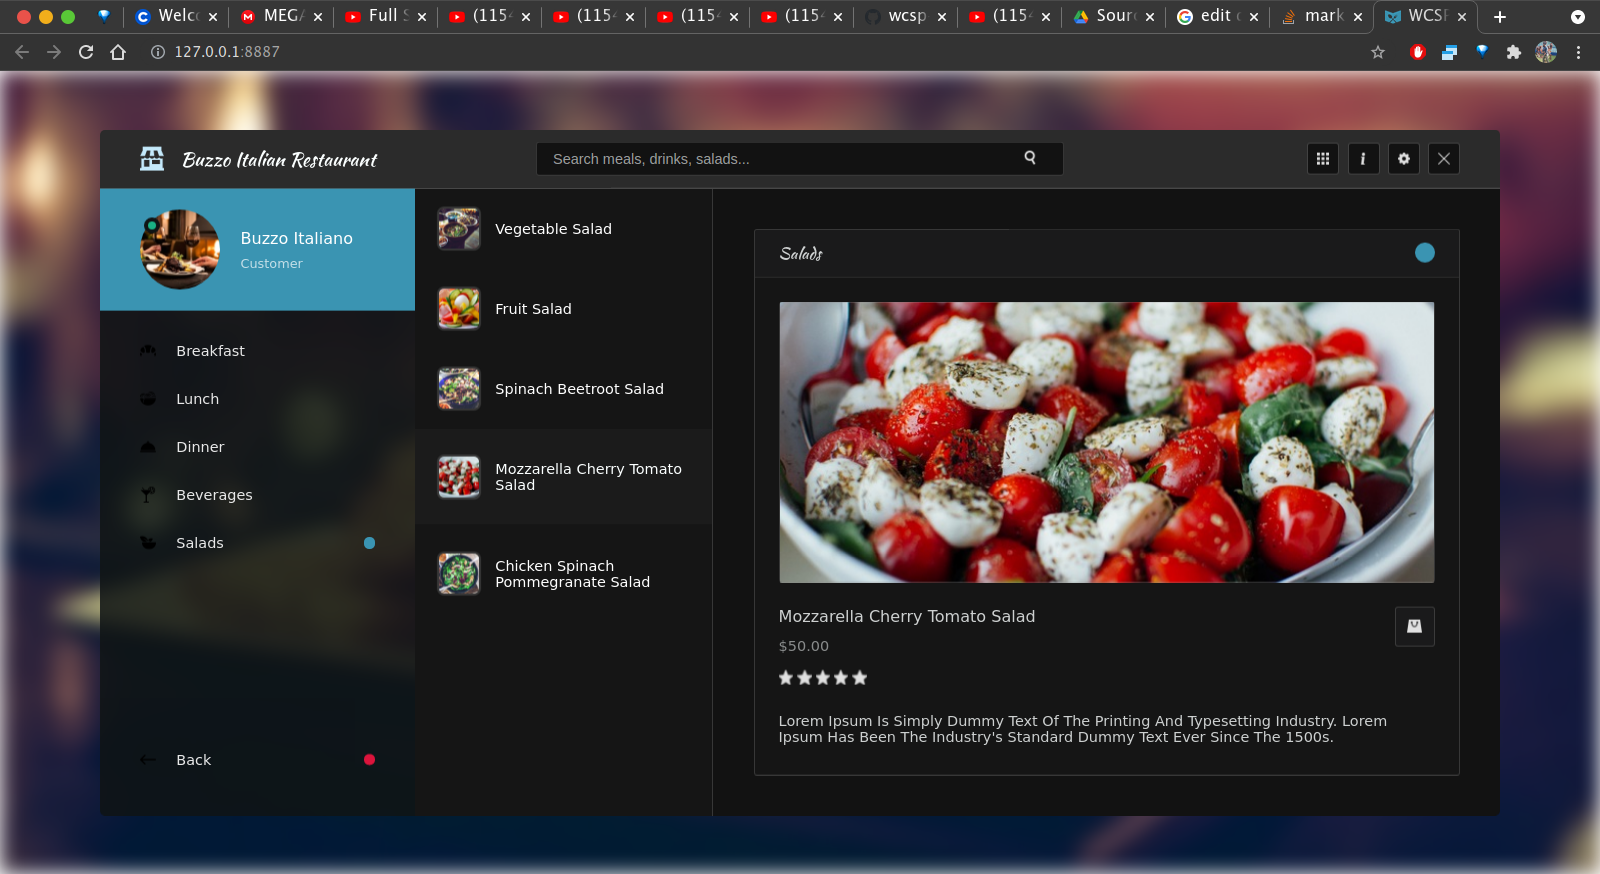 Welc
MEGA
Full S
(115
(115
(115
(115
wcsp
(115
Sour
edit
mark
WCSP
127.0.0.1:8887
Buzzo Italian Restaurant
Search meals, drinks, salads...
i
Buzzo Italiano
Customer
Breakfast
Lunch
Dinner
Beverages
Salads
Back
Vegetable Salad
Fruit Salad
Spinach Beetroot Salad
Mozzarella Cherry Tomato
Salad
Chicken Spinach
Pommegranate Salad
Salads
Mozzarella Cherry Tomato Salad
$50.00
Lorem Ipsum Is Simply Dummy Text Of The Printing And Typesetting Industry. Lorem
Ipsum Has Been The Industry's Standard Dummy Text Ever Since The 1500s.